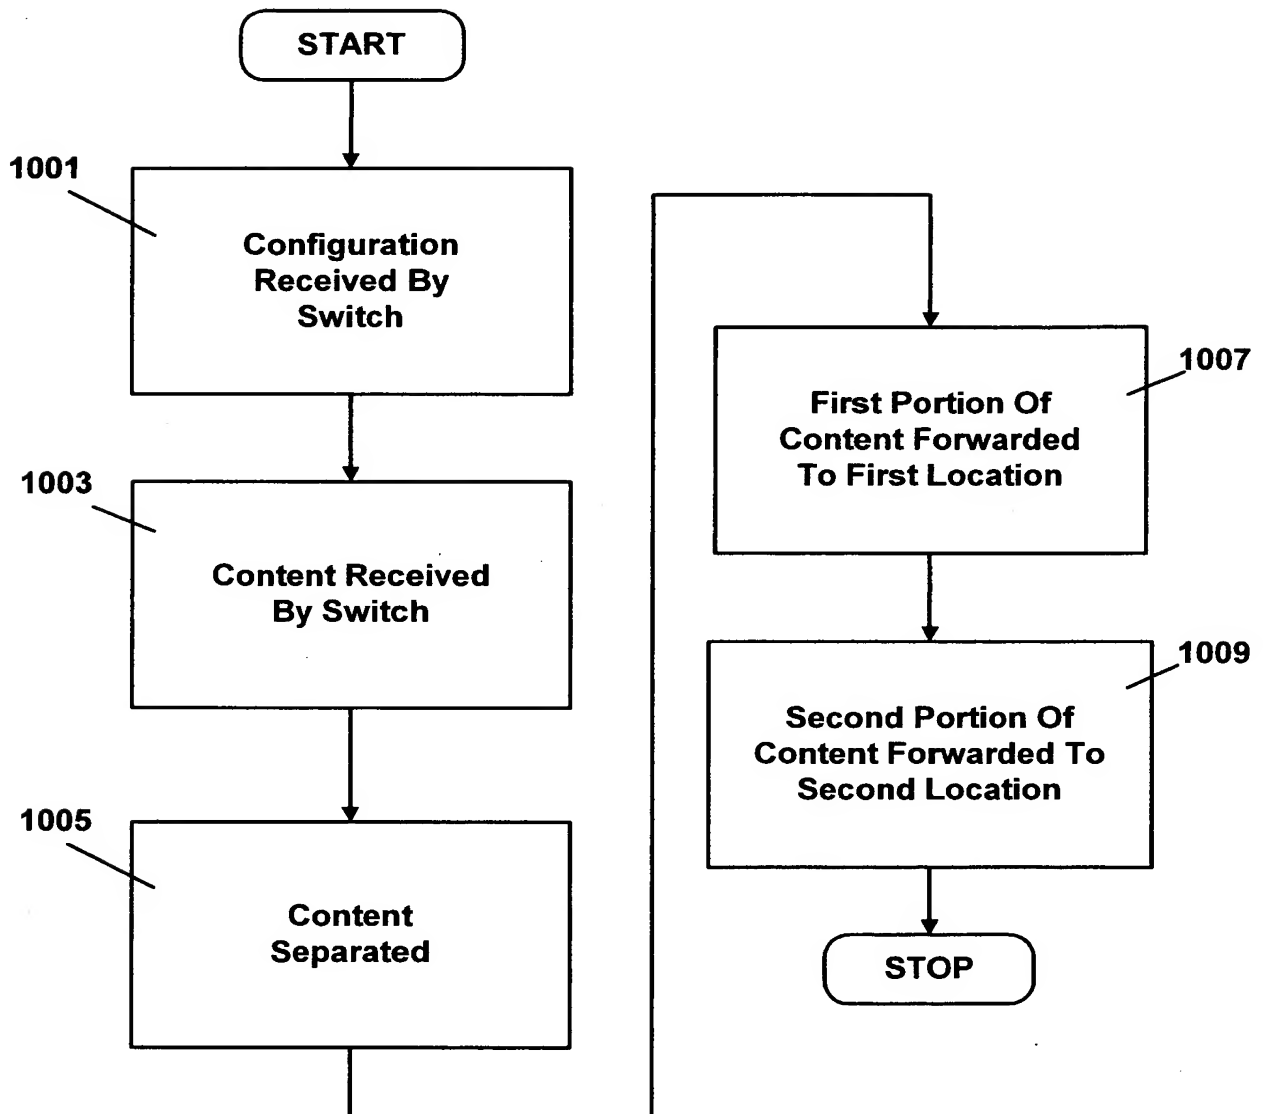 START
1001
Configuration
Received By
Switch
1003
Content Received
By Switch
1005
Content
Separated
1007
First Portion Of
Content Forwarded
To First Location
1009
Second Portion Of
Content Forwarded To
Second Location
STOP